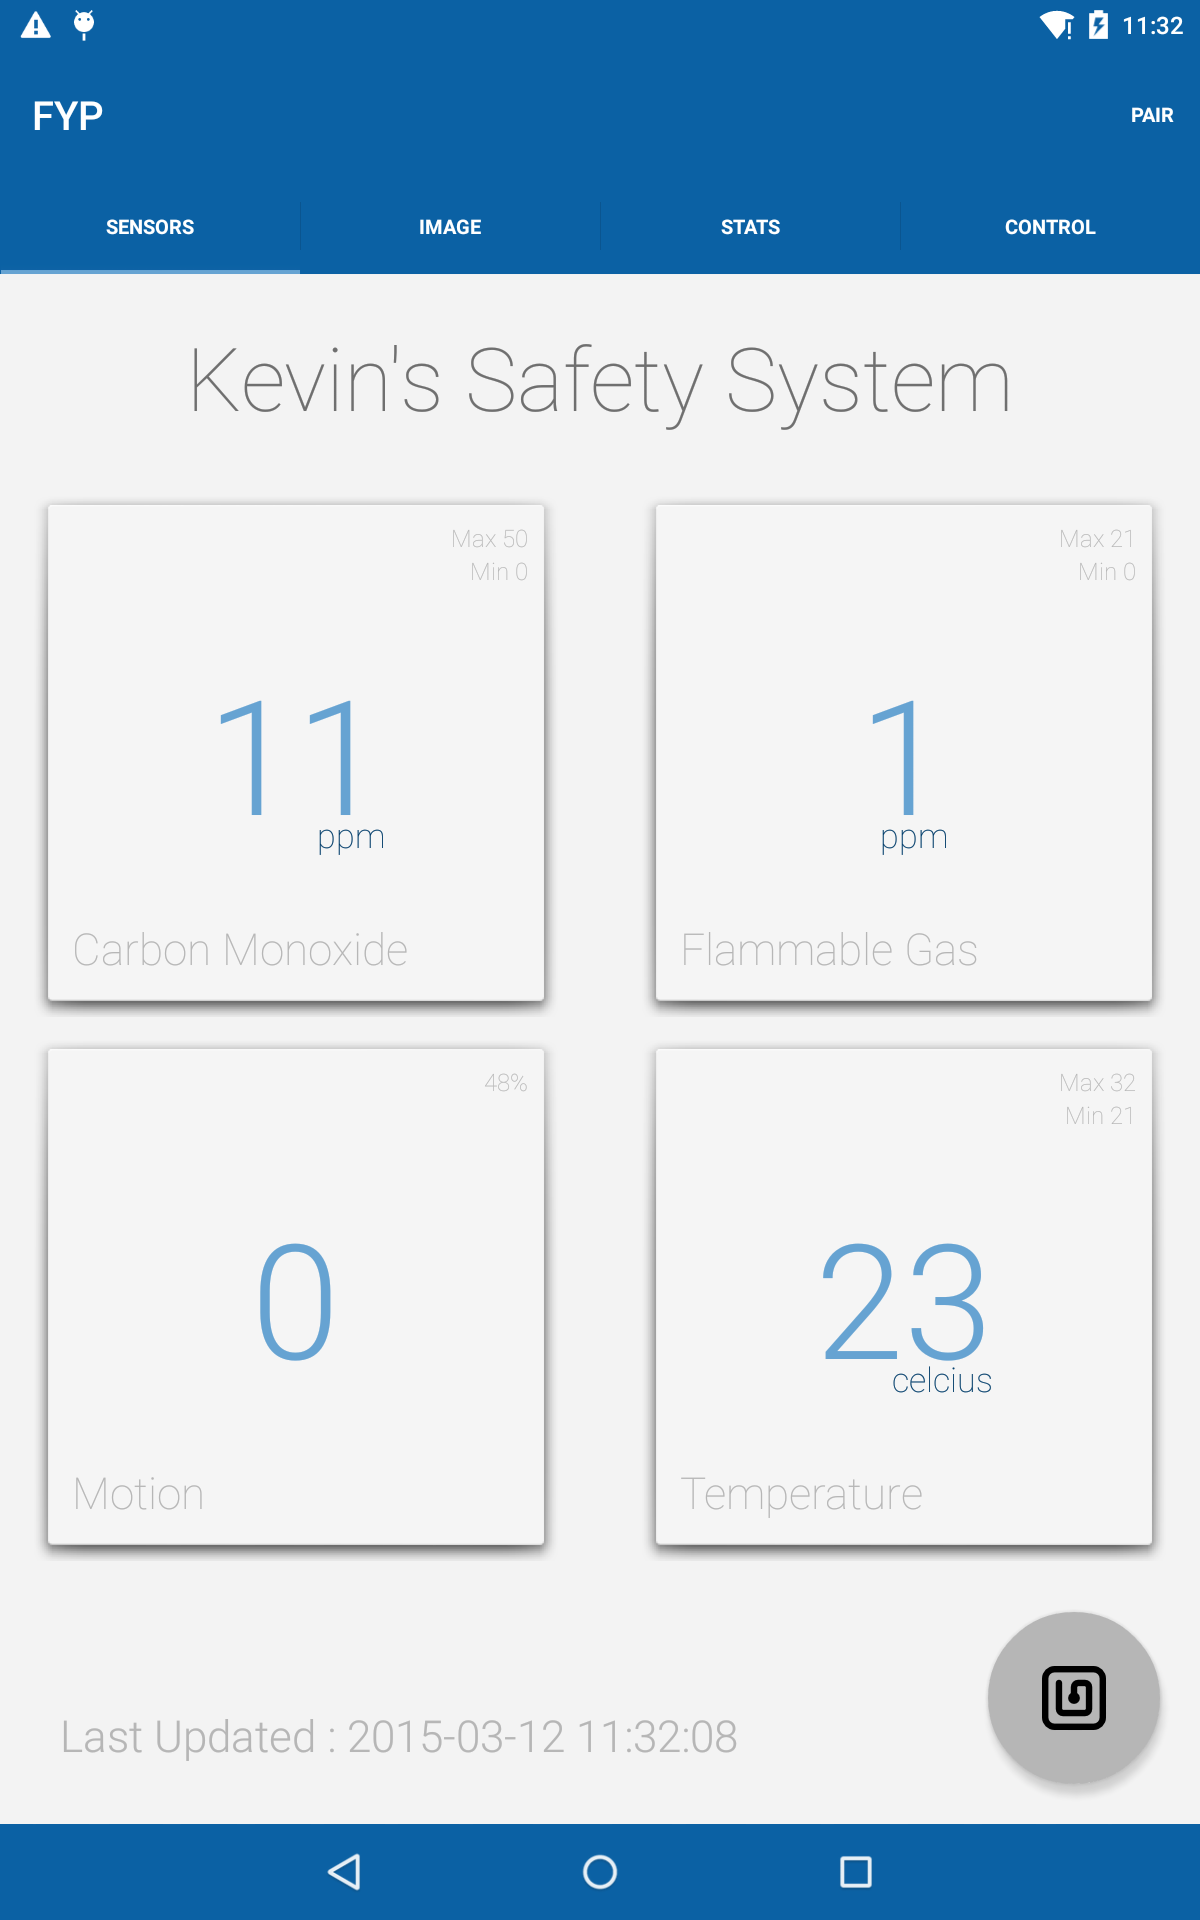 11:32
FYP
PAIR
SENSORS
IMAGE
STATS
CONTROL
Kevin's Safety System
Max 50
Min 0
11
ppm
Carbon Monoxide
Max 21
Min 0
1
ppm
Flammable Gas
48%
0
Motion
Max 32
Min 21
23
celcius
Temperature
Last Updated : 2015-03-12 11:32:08